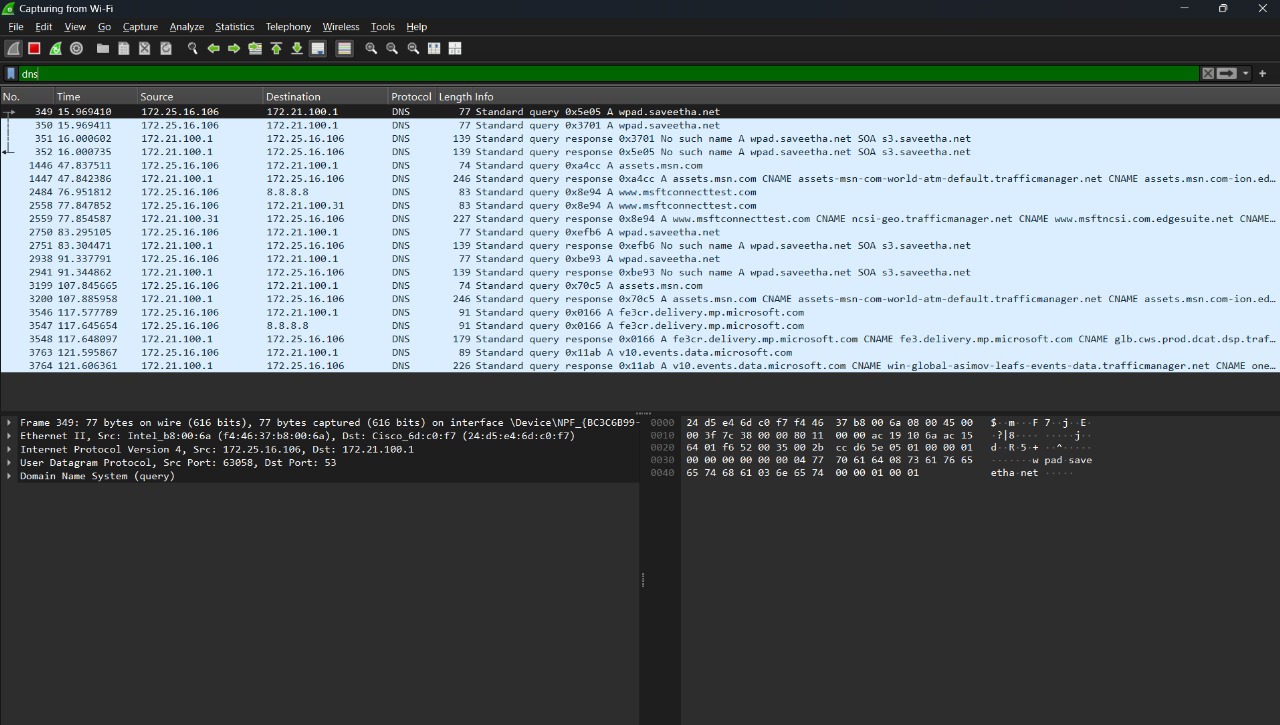 Capturing from Wi-Fi
File Edit View Go Capture Analyze Statistics Telephony Wireless Tools Help
dns
No. Time Source Destination Protocol Length Info
349 15.969410 172.25.16.106 172.21.100.1 DNS 77 Standard query 0x5e05 A wpad.saveetha.net
350 15.969411 172.25.16.106 172.21.100.1 DNS 77 Standard query 0x3701 A wpad.saveetha.net
351 16.000602 172.21.100.1 172.25.16.106 DNS 139 Standard query response 0x3701 No such name A wpad.saveetha.net SOA s3.saveetha.net
352 16.000735 172.21.100.1 172.25.16.106 DNS 139 Standard query response 0x5e05 No such name A wpad.saveetha.net SOA s3.saveetha.net
1446 47.837511 172.25.16.106 172.21.100.1 DNS 74 Standard query 0xa4cc A assets.msn.com
1447 47.842386 172.21.100.1 172.25.16.106 DNS 246 Standard query response 0xa4cc A assets.msn.com CNAME assets-msn-com-world-atm-default.trafficmanager.net CNAME assets.msn.com-ion.ed…
2484 76.951812 172.25.16.106 8.8.8.8 DNS 83 Standard query 0x8e94 A www.msftconnecttest.com
2558 77.847852 172.25.16.106 172.21.100.31 DNS 83 Standard query 0x8e94 A www.msftconnecttest.com
2559 77.854587 172.21.100.31 172.25.16.106 DNS 227 Standard query response 0x8e94 A www.msftconnecttest.com CNAME ncsi-geo.trafficmanager.net CNAME www.msftncsi.com.edgesuite.net CNAME…
2750 83.295105 172.25.16.106 172.21.100.1 DNS 77 Standard query 0xefb6 A wpad.saveetha.net
2751 83.304471 172.21.100.1 172.25.16.106 DNS 139 Standard query response 0xefb6 No such name A wpad.saveetha.net SOA s3.saveetha.net
2938 91.337791 172.25.16.106 172.21.100.1 DNS 77 Standard query 0xbe93 A wpad.saveetha.net
2941 91.344862 172.21.100.1 172.25.16.106 DNS 139 Standard query response 0xbe93 No such name A wpad.saveetha.net SOA s3.saveetha.net
3199 107.845665 172.25.16.106 172.21.100.1 DNS 74 Standard query 0x70c5 A assets.msn.com
3200 107.885958 172.21.100.1 172.25.16.106 DNS 246 Standard query response 0x70c5 A assets.msn.com CNAME assets-msn-com-world-atm-default.trafficmanager.net CNAME assets.msn.com-ion.ed…
3546 117.577789 172.25.16.106 172.21.100.1 DNS 91 Standard query 0x0166 A fe3cr.delivery.mp.microsoft.com
3547 117.645654 172.25.16.106 8.8.8.8 DNS 91 Standard query 0x0166 A fe3cr.delivery.mp.microsoft.com
3548 117.648097 172.21.100.1 172.25.16.106 DNS 179 Standard query response 0x0166 A fe3cr.delivery.mp.microsoft.com CNAME fe3.delivery.mp.microsoft.com CNAME glb.cws.prod.dcat.dsp.traf…
3763 121.595867 172.25.16.106 172.21.100.1 DNS 89 Standard query 0x11ab A v10.events.data.microsoft.com
3764 121.606361 172.21.100.1 172.25.16.106 DNS 226 Standard query response 0x11ab A v10.events.data.microsoft.com CNAME win-global-asimov-leafs-events-data.trafficmanager.net CNAME one…
Frame 349: 77 bytes on wire (616 bits), 77 bytes captured (616 bits) on interface \Device\NPF_{BC3C6B99-
Ethernet II, Src: Intel_b8:00:6a (f4:46:37:b8:00:6a), Dst: Cisco_6d:c0:f7 (24:d5:e4:6d:c0:f7)
Internet Protocol Version 4, Src: 172.25.16.106, Dst: 172.21.100.1
User Datagram Protocol, Src Port: 63058, Dst Port: 53
Domain Name System (query)
0000 24 d5 e4 6d c0 f7 f4 46 37 b8 00 6a 08 00 45 00 $··m···F 7··j··E·
0010 00 3f 7c 38 00 00 80 11 00 00 ac 19 10 6a ac 15 ·?|8···· ·····j··
0020 64 01 f6 52 00 35 00 2b cc d6 5e 05 01 00 00 01 d··R·5·+ ··^·····
0030 00 00 00 00 00 00 04 77 70 61 64 08 73 61 76 65 ·······w pad·save
0040 65 74 68 61 03 6e 65 74 00 00 01 00 01 etha·net ·····